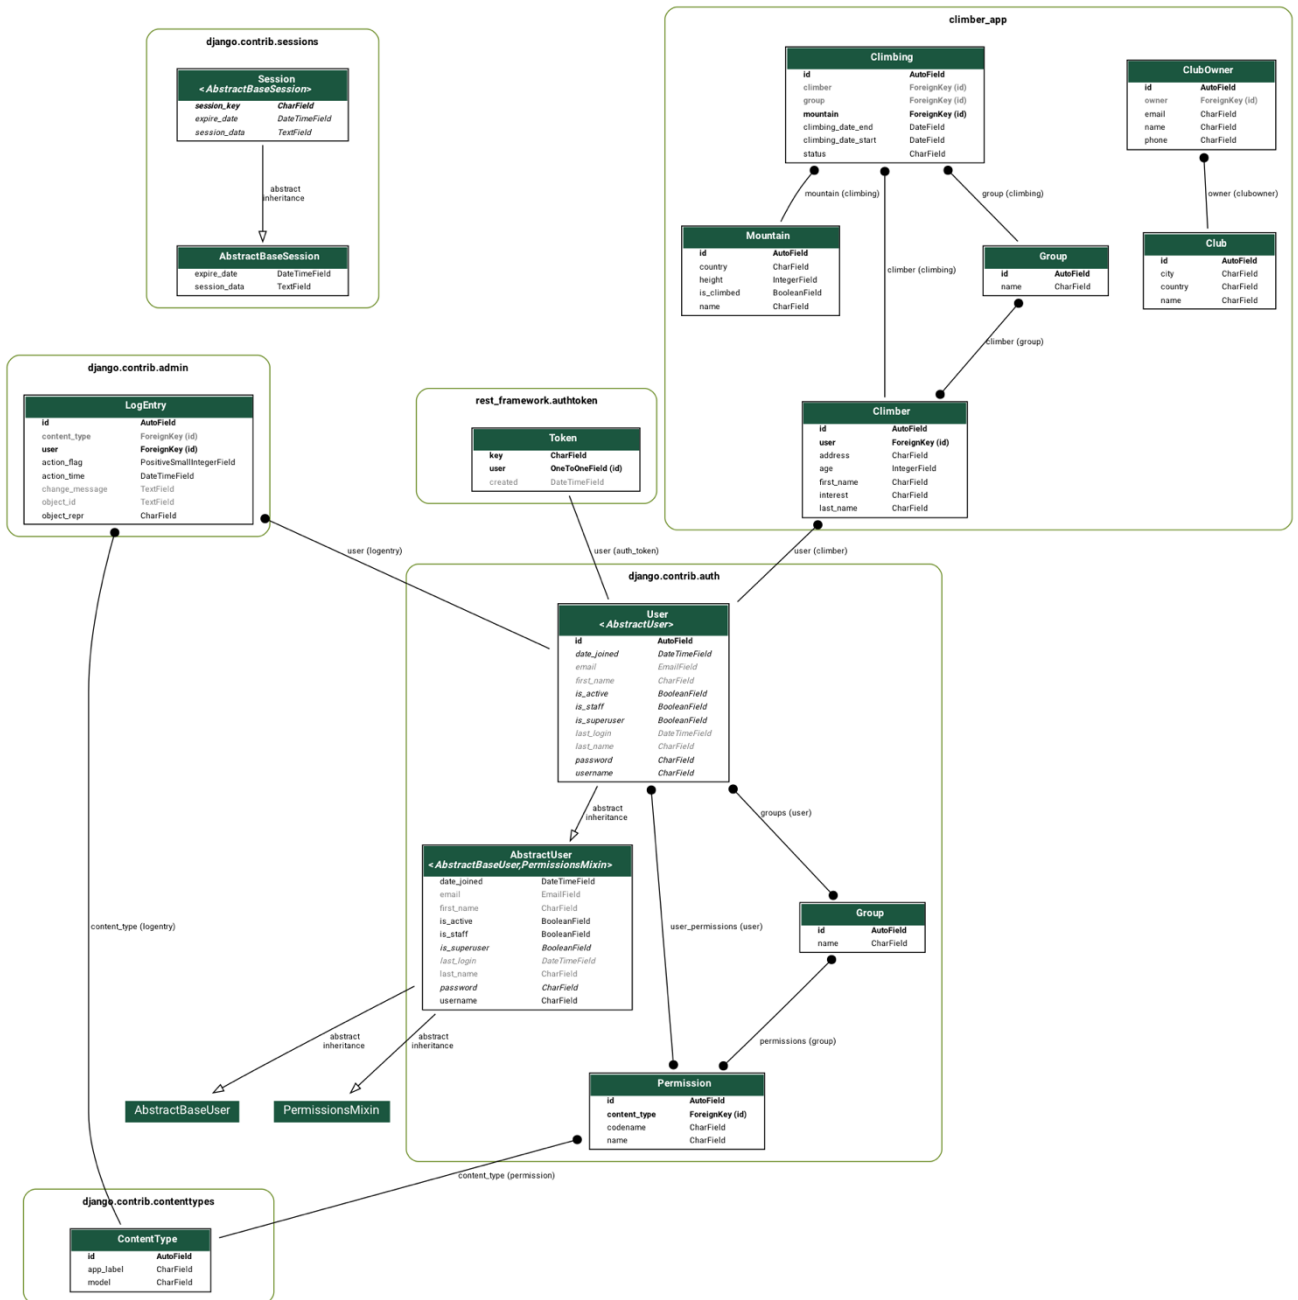 django.contrib.sessions
Session
<AbstractBaseSession>
session_key CharField
expire_date DateTimeField
session_data TextField
abstract
inheritance
AbstractBaseSession
expire_date DateTimeField
session_data TextField
climber_app
Climbing
id AutoField
climber ForeignKey (id)
group ForeignKey (id)
mountain ForeignKey (id)
climbing_date_end DateField
climbing_date_start DateField
status CharField
ClubOwner
id AutoField
owner ForeignKey (id)
email CharField
name CharField
phone CharField
mountain (climbing)
group (climbing)
owner (clubowner)
Mountain
id AutoField
country CharField
height IntegerField
is_climbed BooleanField
name CharField
climber (climbing)
Group
id AutoField
name CharField
Club
id AutoField
city CharField
country CharField
name CharField
climber (group)
Climber
id AutoField
user ForeignKey (id)
address CharField
age IntegerField
first_name CharField
interest CharField
last_name CharField
django.contrib.admin
LogEntry
id AutoField
content_type ForeignKey (id)
user ForeignKey (id)
action_flag PositiveSmallIntegerField
action_time DateTimeField
change_message TextField
object_id TextField
object_repr CharField
rest_framework.authtoken
Token
key CharField
user OneToOneField (id)
created DateTimeField
user (logentry)
user (auth_token)
user (climber)
django.contrib.auth
User
<AbstractUser>
id AutoField
date_joined DateTimeField
email EmailField
first_name CharField
is_active BooleanField
is_staff BooleanField
is_superuser BooleanField
last_login DateTimeField
last_name CharField
password CharField
username CharField
abstract
inheritance
groups (user)
AbstractUser
<AbstractBaseUser,PermissionsMixin>
date_joined DateTimeField
email EmailField
first_name CharField
is_active BooleanField
is_staff BooleanField
is_superuser BooleanField
last_login DateTimeField
last_name CharField
password CharField
username CharField
user_permissions (user)
Group
id AutoField
name CharField
content_type (logentry)
abstract
inheritance
abstract
inheritance
permissions (group)
AbstractBaseUser
PermissionsMixin
Permission
id AutoField
content_type ForeignKey (id)
codename CharField
name CharField
content_type (permission)
django.contrib.contenttypes
ContentType
id AutoField
app_label CharField
model CharField